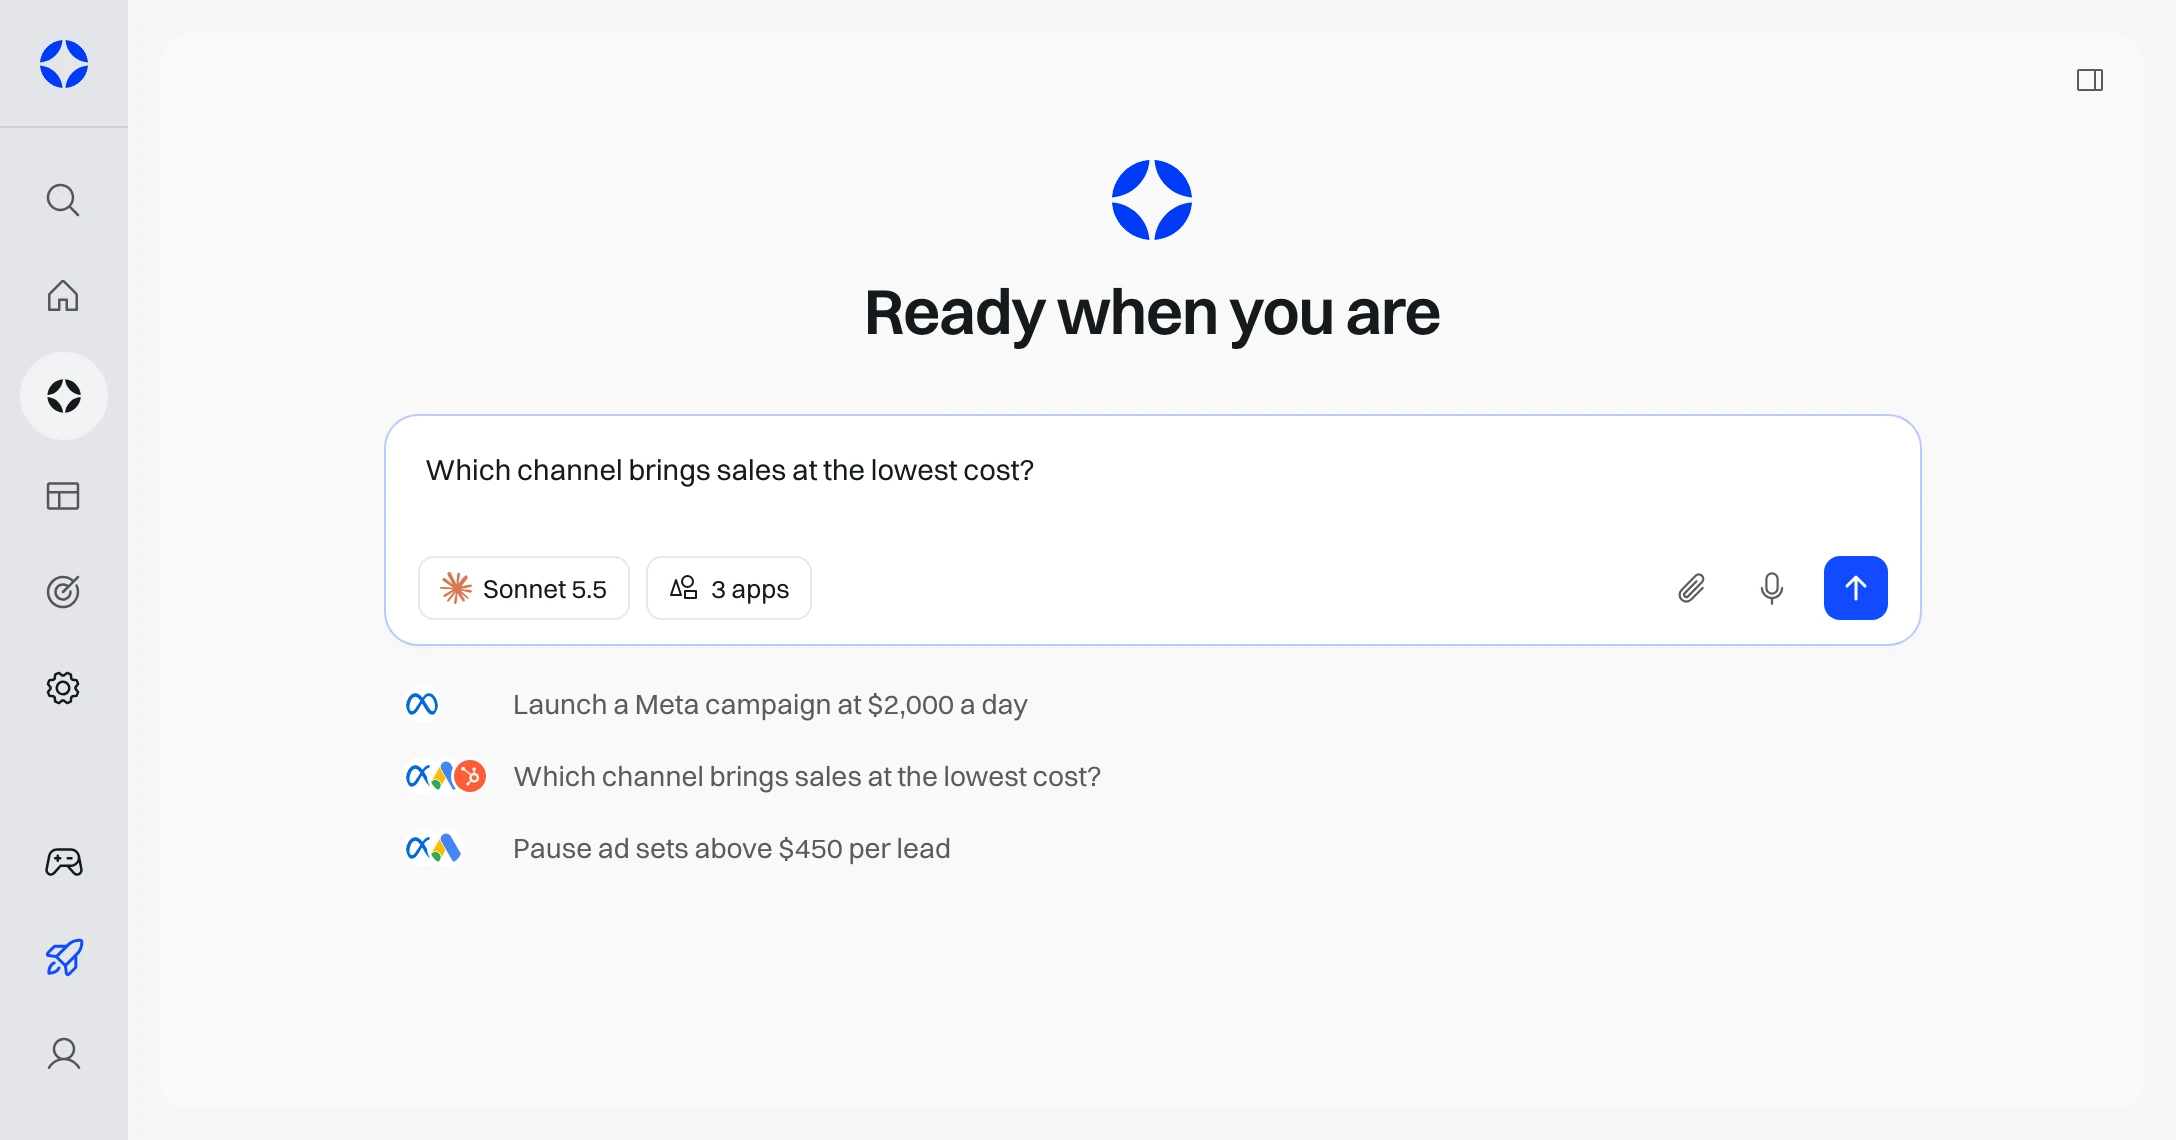 Ready when you are
Which channel brings sales at the lowest cost?
Sonnet 5.5
3 apps
Launch a Meta campaign at $2,000 a day
Which channel brings sales at the lowest cost?
Pause ad sets above $450 per lead